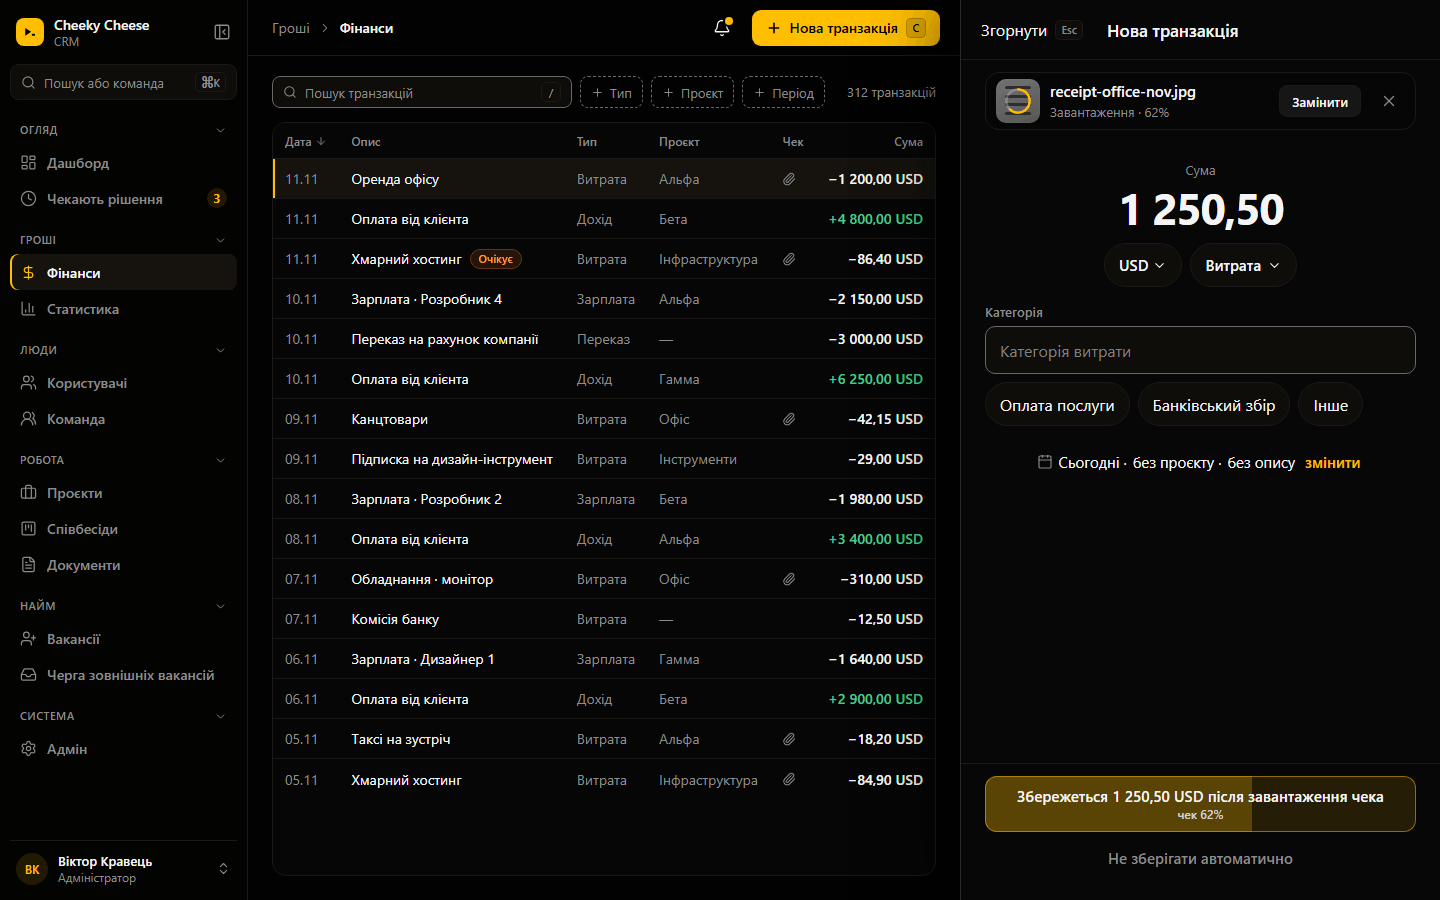 Cheeky Cheese
CRM
Пошук або команда ⌘K
ОГЛЯД
Дашборд
Чекають рішення 3
ГРОШІ
Фінанси
Статистика
ЛЮДИ
Користувачі
Команда
РОБОТА
Проєкти
Співбесіди
Документи
НАЙМ
Вакансії
Черга зовнішніх вакансій
СИСТЕМА
Адмін
ВК
Віктор Кравець
Адміністратор
Гроші > Фінанси
Нова транзакція C
Пошук транзакцій /
+ Тип
+ Проєкт
+ Період
312 транзакцій
Дата ↓ Опис Тип Проєкт Чек Сума
11.11 Оренда офісу Витрата Альфа −1 200,00 USD
11.11 Оплата від клієнта Дохід Бета +4 800,00 USD
11.11 Хмарний хостинг Очікує Витрата Інфраструктура −86,40 USD
10.11 Зарплата · Розробник 4 Зарплата Альфа −2 150,00 USD
10.11 Переказ на рахунок компанії Переказ — −3 000,00 USD
10.11 Оплата від клієнта Дохід Гамма +6 250,00 USD
09.11 Канцтовари Витрата Офіс −42,15 USD
09.11 Підписка на дизайн-інструмент Витрата Інструменти −29,00 USD
08.11 Зарплата · Розробник 2 Зарплата Бета −1 980,00 USD
08.11 Оплата від клієнта Дохід Альфа +3 400,00 USD
07.11 Обладнання · монітор Витрата Офіс −310,00 USD
07.11 Комісія банку Витрата — −12,50 USD
06.11 Зарплата · Дизайнер 1 Зарплата Гамма −1 640,00 USD
06.11 Оплата від клієнта Дохід Бета +2 900,00 USD
05.11 Таксі на зустріч Витрата Альфа −18,20 USD
05.11 Хмарний хостинг Витрата Інфраструктура −84,90 USD
Згорнути Esc Нова транзакція
receipt-office-nov.jpg
Завантаження · 62%
Замінити
Сума
1 250,50
USD Витрата
Категорія
Категорія витрати
Оплата послуги Банківський збір Інше
Сьогодні · без проєкту · без опису змінити
Збережеться 1 250,50 USD після завантаження чека
чек 62%
Не зберігати автоматично